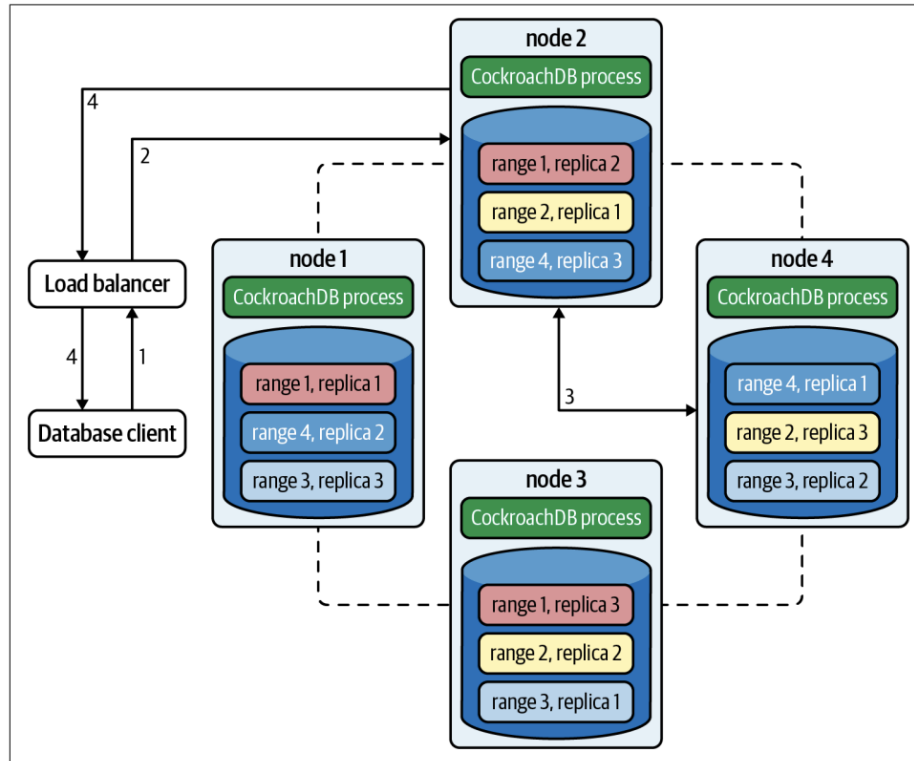 node 2
CockroachDB process
4
2
range 1, replica 2
range 2, replica 1
range 4, replica 3
node 1
CockroachDB process
range 1, replica 1
range 4, replica 2
range 3, replica 3
node 4
CockroachDB process
range 4, replica 1
range 2, replica 3
range 3, replica 2
Load balancer
4
1
Database client
3
node 3
CockroachDB process
range 1, replica 3
range 2, replica 2
range 3, replica 1